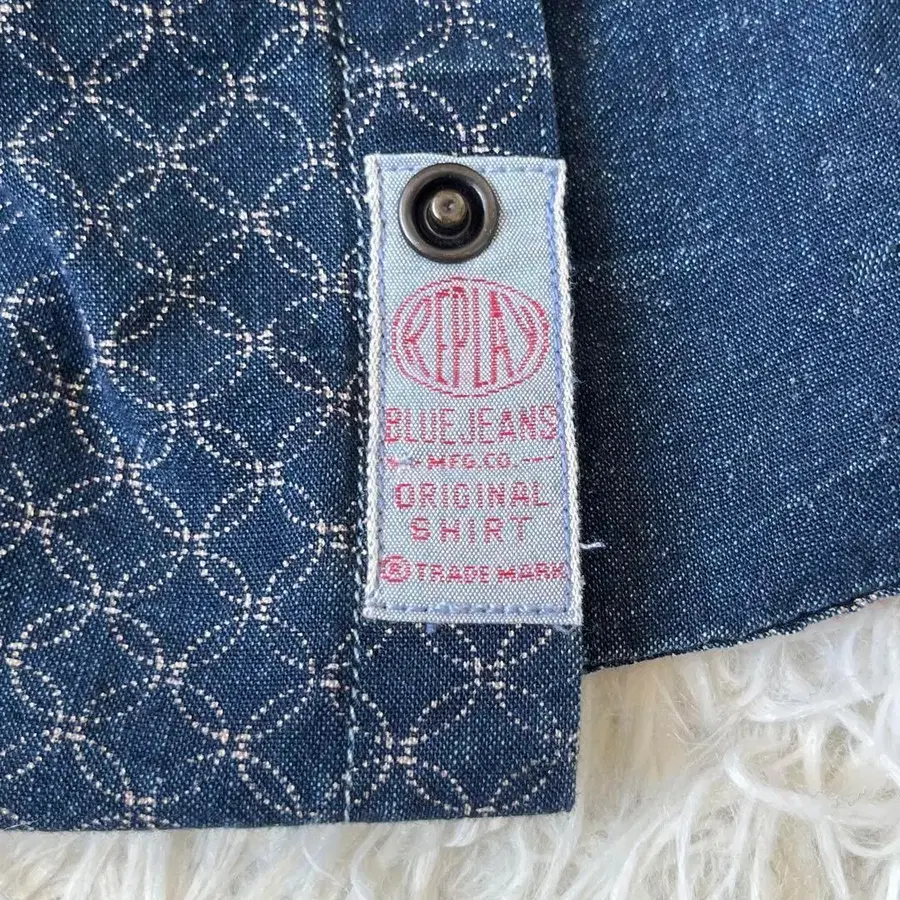 REPLAY
BLUE JEANS
MFG.CO.
ORIGINAL
SHIRT
® TRADE MARK